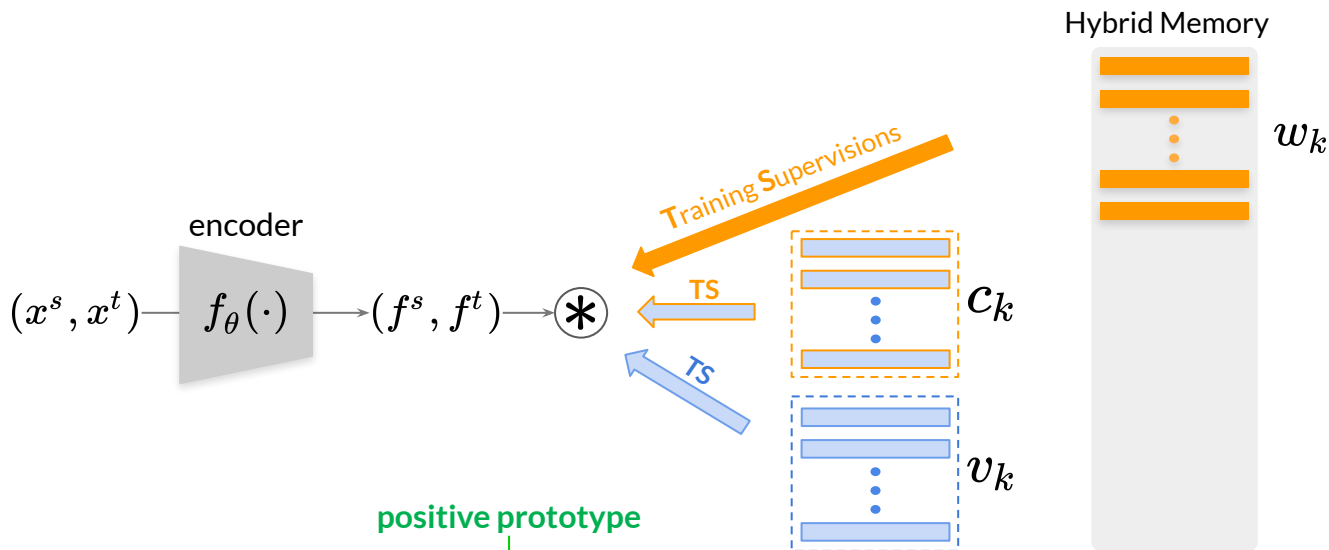 Hybrid Memory
w_k
Training Supervisions
encoder
(x^s, x^t)
f_θ(·)
(f^s, f^t)
*
TS
c_k
TS
v_k
positive prototype